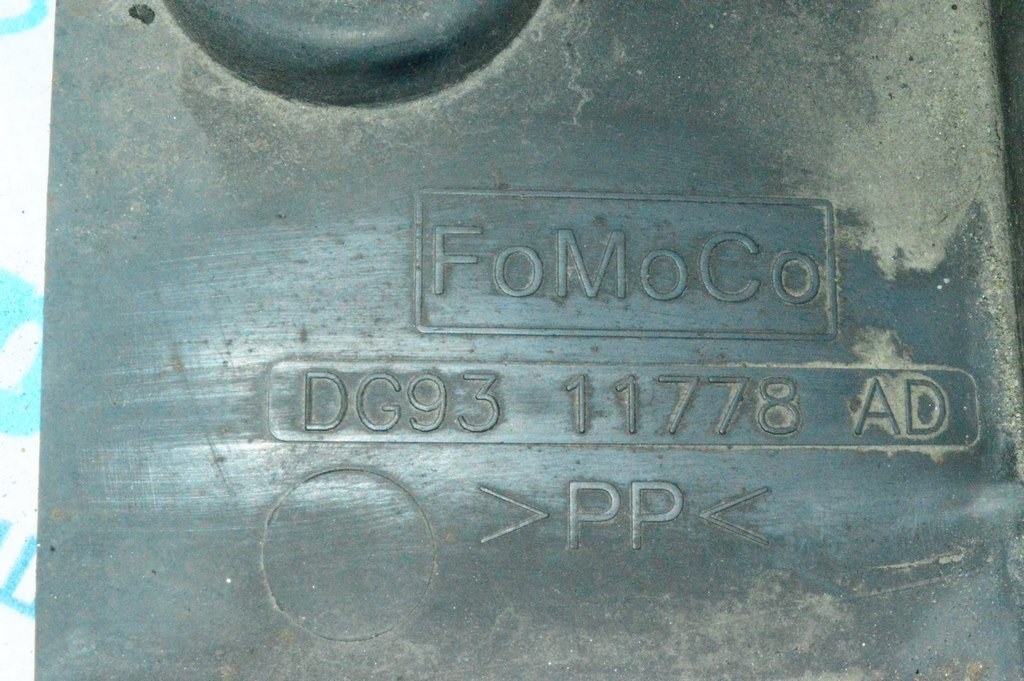 FoMoCo
DG93 11778 AD
>PP<